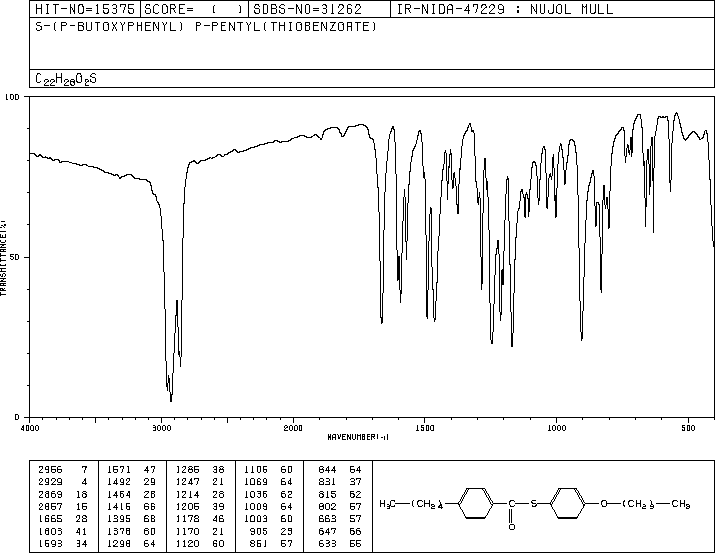 HIT-NO=15375 SCORE= ( ) SDBS-NO=31262 IR-NIDA-47229 : NUJOL MULL
S-(P-BUTOXYPHENYL) P-PENTYL(THIOBENZOATE)
C22H28O2S
100
50
0
TRANSMITTANCE(%)
4000 3000 2000 1500 1000 500
WAVENUMBER(-1)
2956 7 1571 47 1286 38 1106 60 844 64
2929 4 1492 29 1247 21 1069 64 831 37
2869 18 1464 28 1214 28 1036 62 815 62
2857 15 1416 66 1205 39 1009 64 802 57
1665 28 1395 68 1178 46 1003 60 663 57
1603 41 1378 60 1170 21 905 23 647 66
1593 34 1298 64 1120 60 851 57 633 55
H3C—(CH2)4 C—S O—(CH2)3—CH3
O